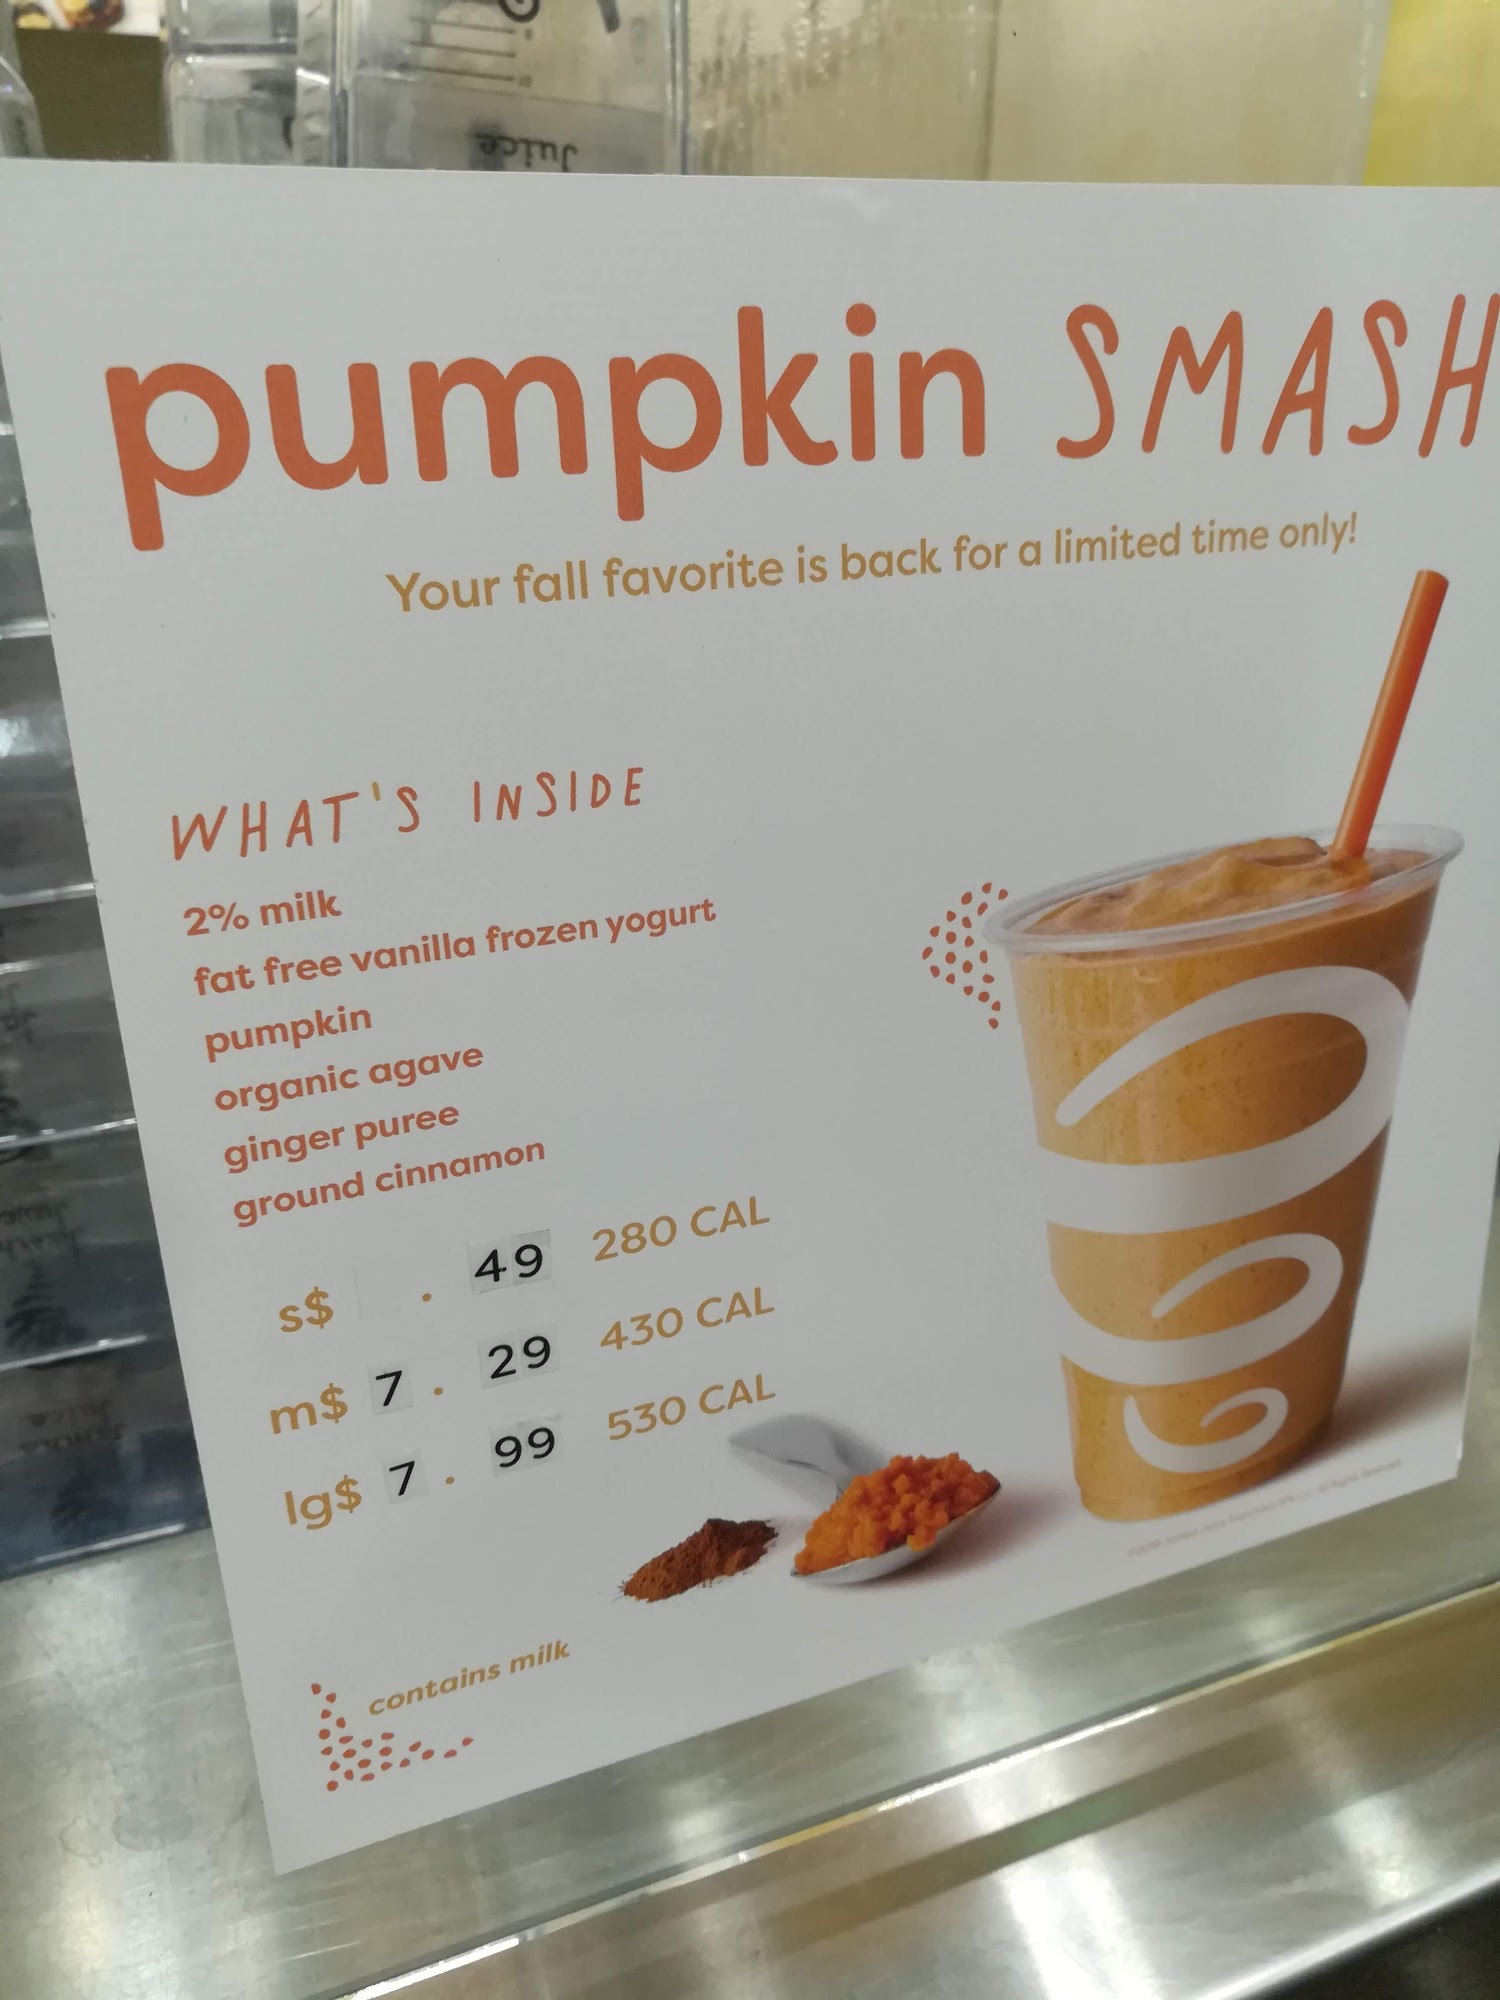 Juice
pumpkin SMASH
Your fall favorite is back for a limited time only!
WHAT'S INSIDE
2% milk
fat free vanilla frozen yogurt
pumpkin
organic agave
ginger puree
ground cinnamon
s$ . 49 280 CAL
m$ 7 . 29 430 CAL
lg$ 7 . 99 530 CAL
contains milk